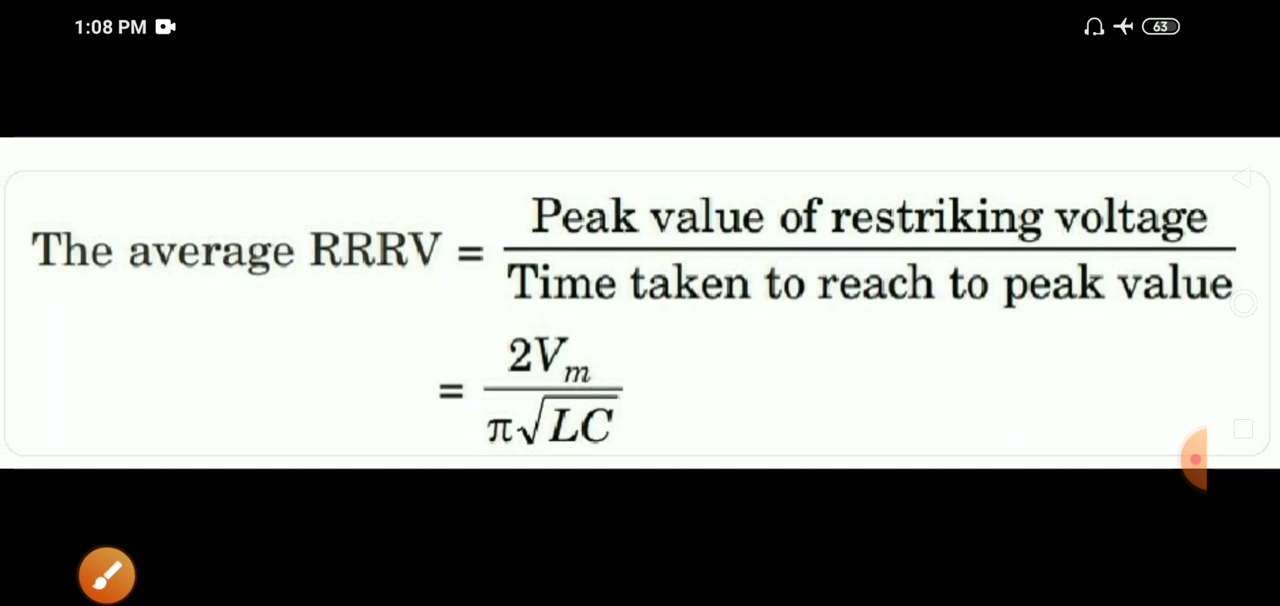 1:08 PM
63
The average RRRV = Peak value of restriking voltage / Time taken to reach to peak value
= 2Vₘ / π√LC